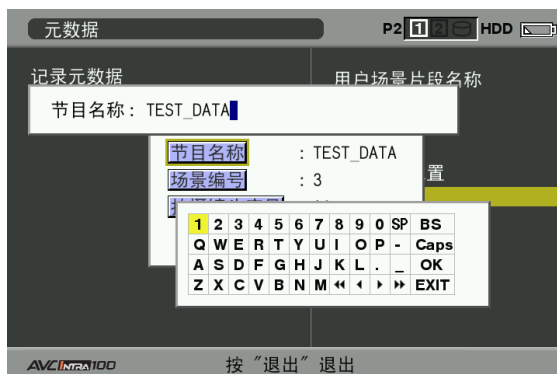 元数据
P2 1 2 HDD
记录元数据
用户场景片段名称
节目名称: TEST_DATA
节目名称 : TEST_DATA
置
场景编号 : 3
1 2 3 4 5 6 7 8 9 0 SP BS
Q W E R T Y U I O P - Caps
A S D F G H J K L . _ OK
Z X C V B N M EXIT
AVC INTRA 100
按 "退出" 退出